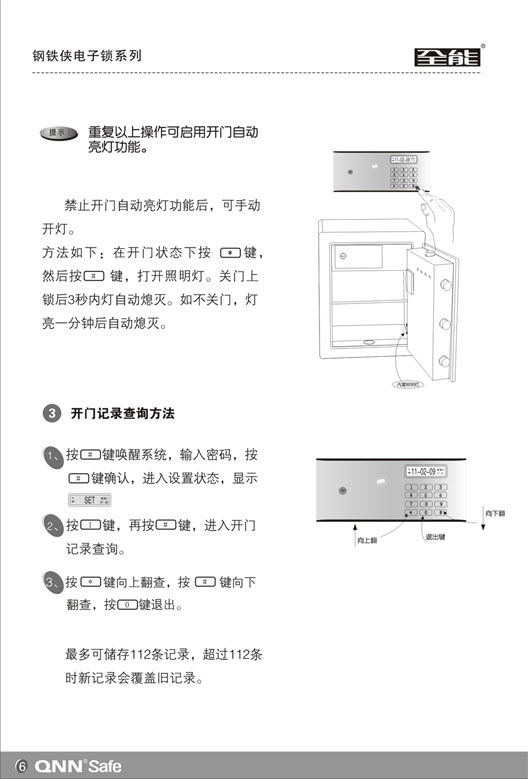 钢铁侠电子锁系列
全能®
提示 重复以上操作可启用开门自动
亮灯功能。
禁止开门自动亮灯功能后，可手动
开灯。
方法如下：在开门状态下按 * 键，
然后按 # 键，打开照明灯。关门上
锁后3秒内灯自动熄灭。如不关门，灯
亮一分钟后自动熄灭。
11-02-09
内置照明灯
3 开门记录查询方法
1、按 # 键唤醒系统，输入密码，按
# 键确认，进入设置状态，显示
SET
2、按 1 键，再按 # 键，进入开门
记录查询。
3、按 * 键向上翻查，按 # 键向下
翻查，按 0 键退出。
11-02-09
1 2 3
4 5 6
7 8 9
* 0 #
向上翻
退出键
向下翻
最多可储存112条记录，超过112条
时新记录会覆盖旧记录。
6 QNN® Safe